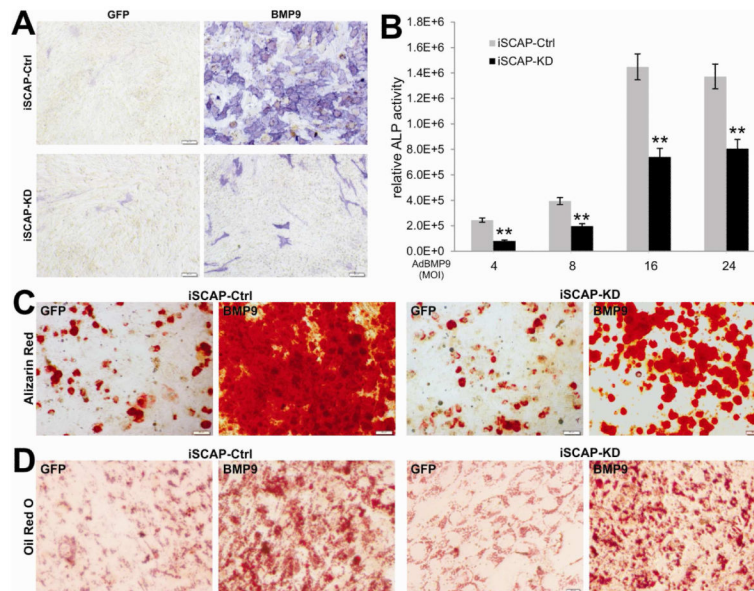 A
GFP
BMP9
iSCAP-Ctrl
iSCAP-KD
B
relative ALP activity
1.8E+6
1.6E+6
1.4E+6
1.2E+6
1.0E+6
8.0E+5
6.0E+5
4.0E+5
2.0E+5
0.0E+0
iSCAP-Ctrl
iSCAP-KD
**
**
**
**
AdBMP9
(MOI)
4
8
16
24
C
iSCAP-Ctrl
iSCAP-KD
Alizarin Red
GFP
BMP9
GFP
BMP9
D
iSCAP-Ctrl
iSCAP-KD
Oil Red O
GFP
BMP9
GFP
BMP9